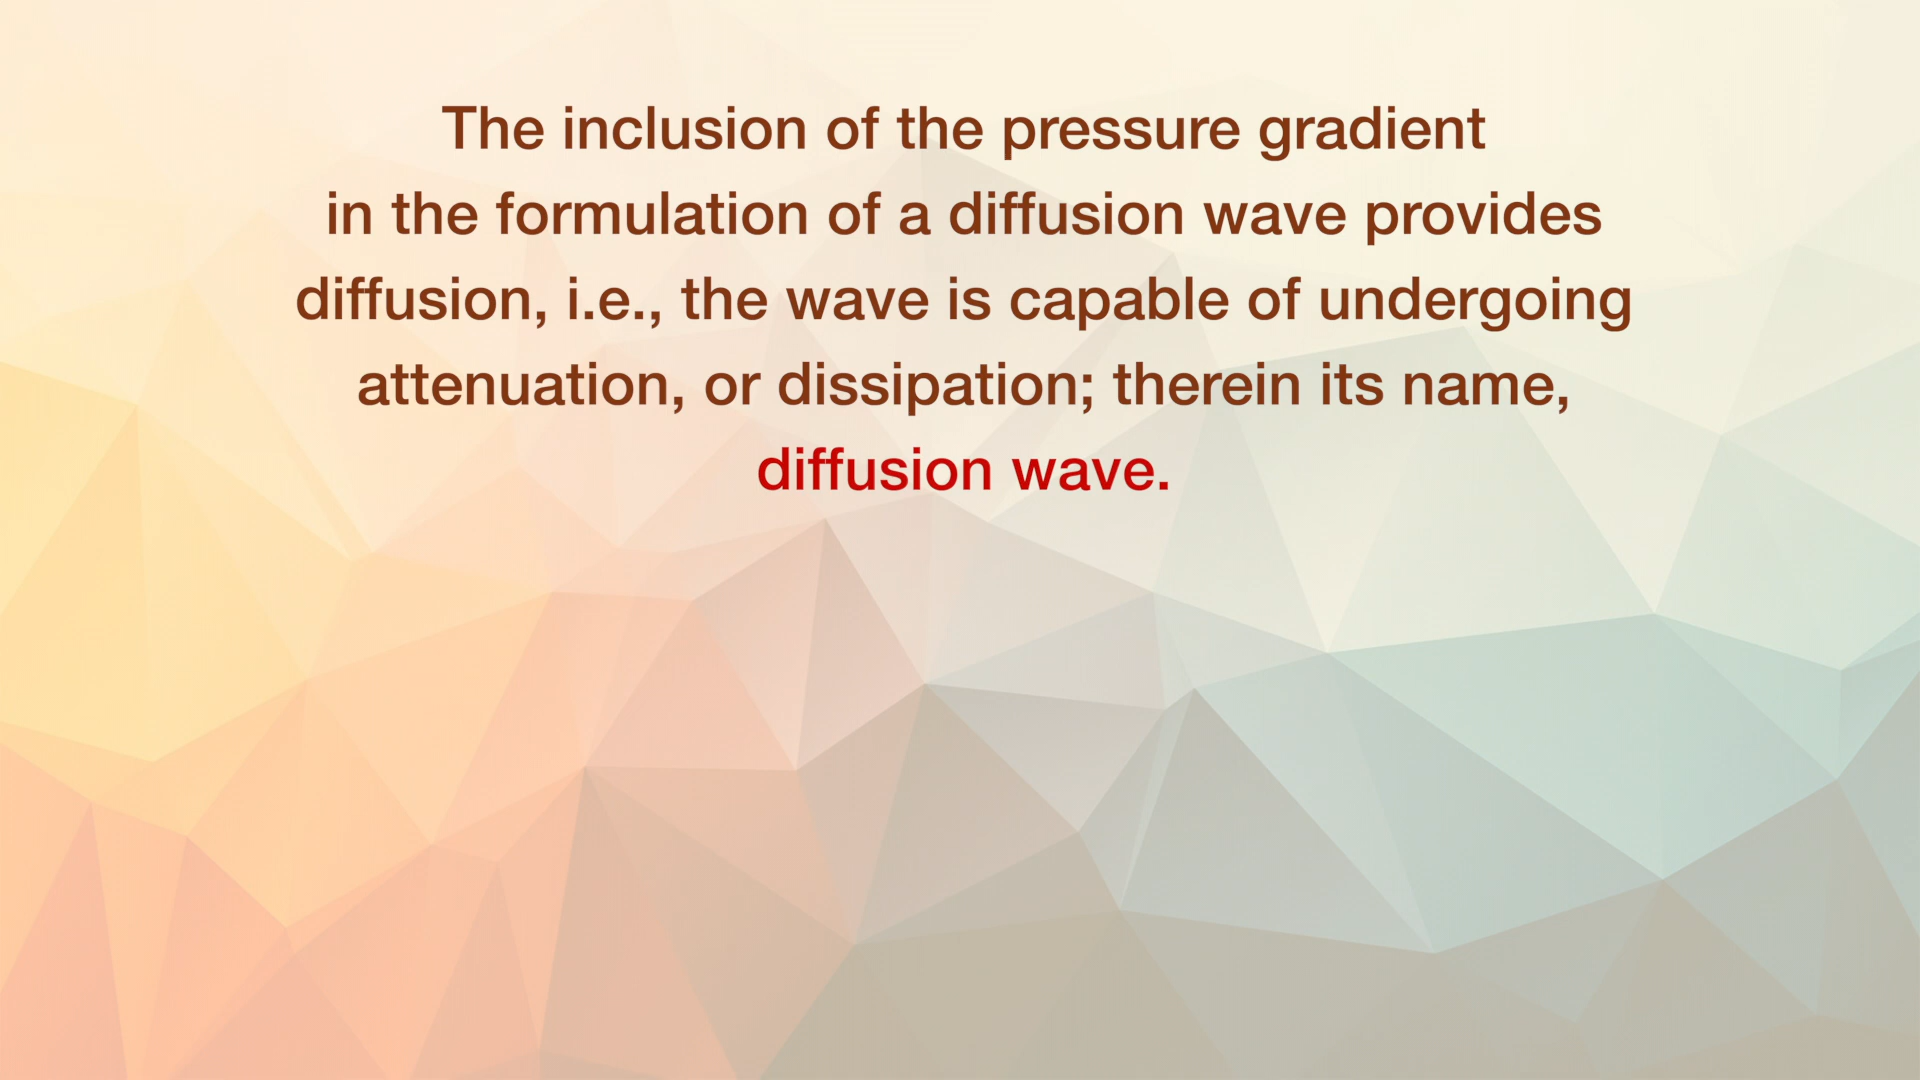 The inclusion of the pressure gradient
in the formulation of a diffusion wave provides
diffusion, i.e., the wave is capable of undergoing
attenuation, or dissipation; therein its name,
diffusion wave.